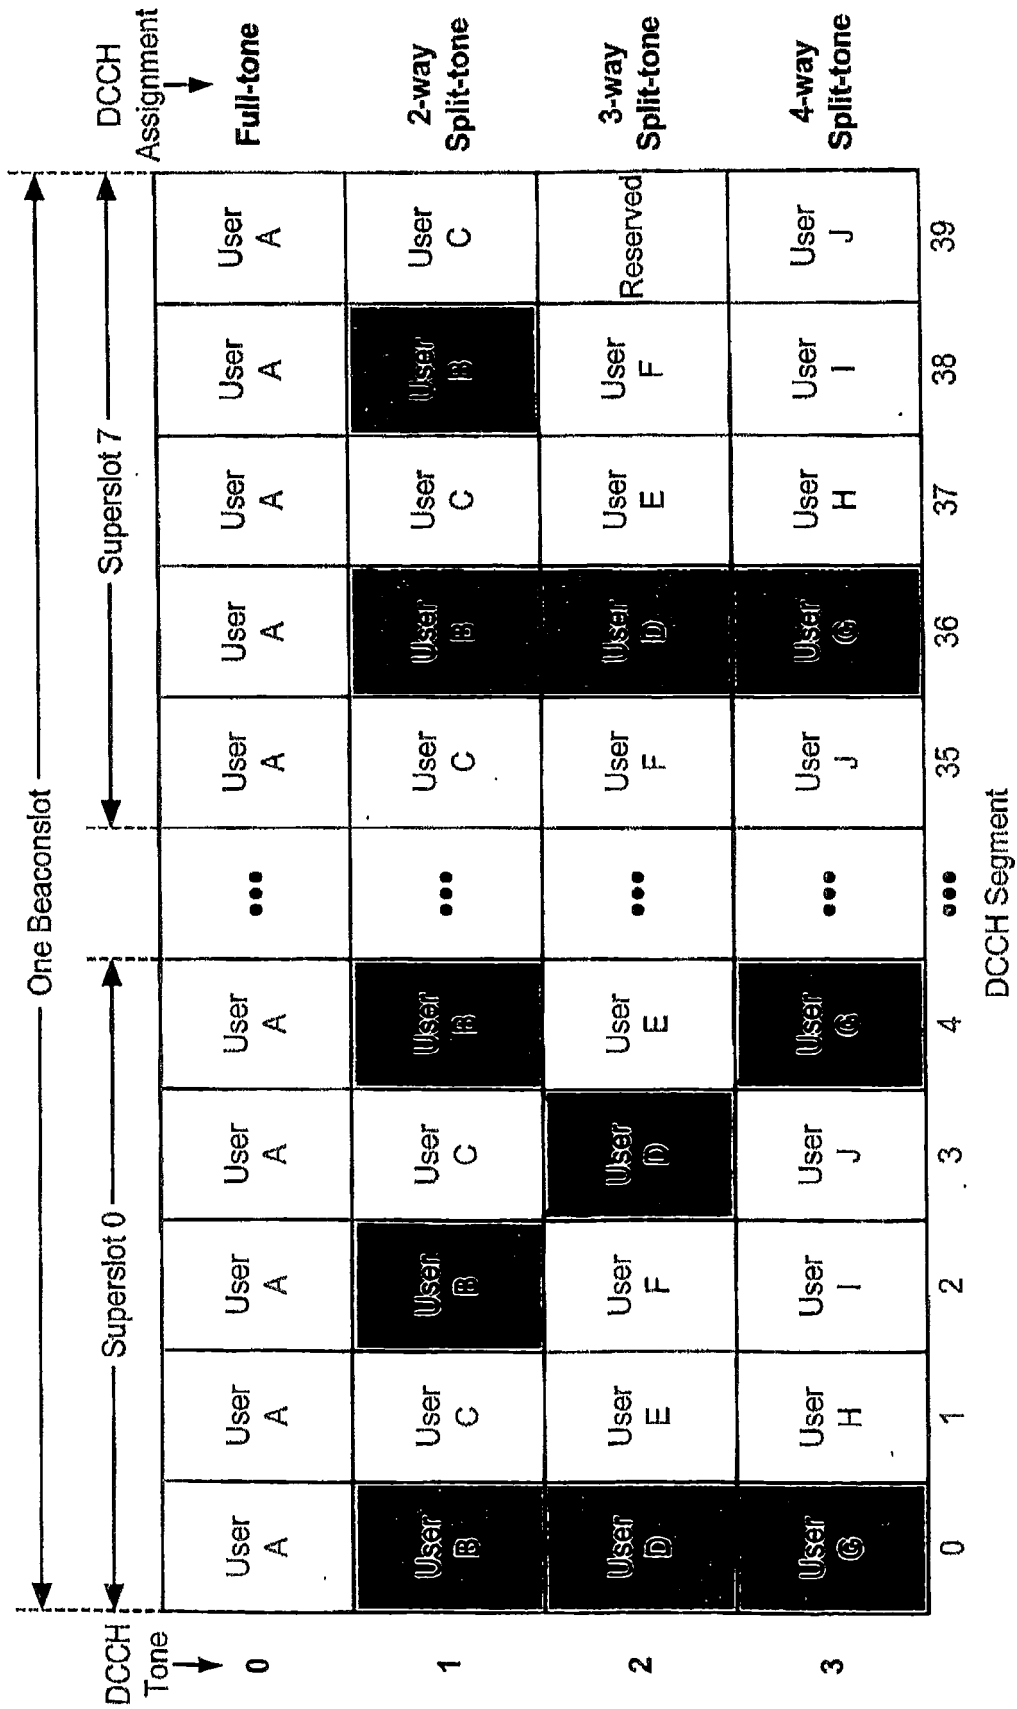 One Beaconslot
Superslot 0
Superslot 7
DCCH
Tone
DCCH
Assignment
0
User
A
User
A
User
A
User
A
User
A
•••
User
A
User
A
User
A
User
A
User
A
Full-tone
1
User
B
User
C
User
B
User
C
User
B
•••
User
C
User
B
User
C
User
B
User
C
2-way
Split-tone
2
User
D
User
E
User
F
User
D
User
E
•••
User
F
User
D
User
E
User
F
Reserved
3-way
Split-tone
3
User
G
User
H
User
I
User
J
User
G
•••
User
J
User
G
User
H
User
I
User
J
4-way
Split-tone
0 1 2 3 4 ••• 35 36 37 38 39
DCCH Segment